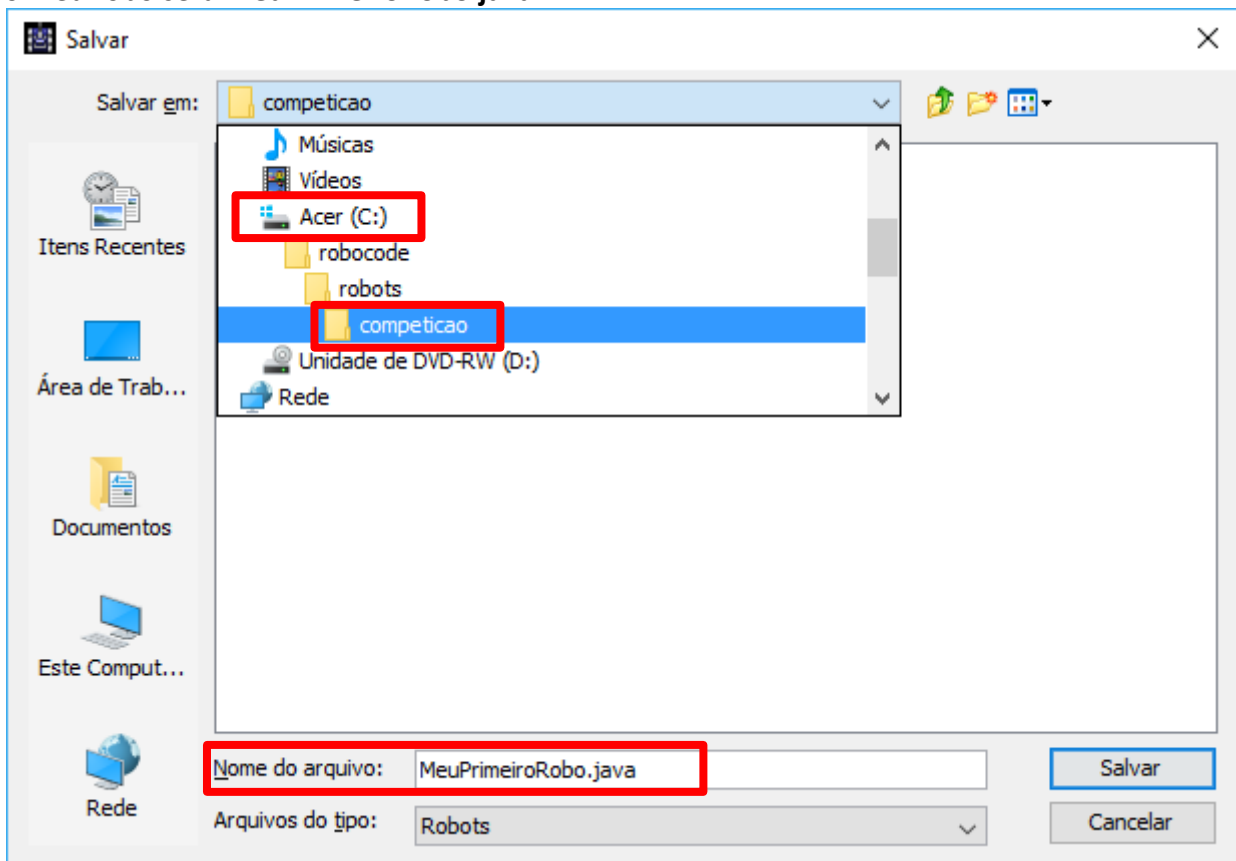 Salvar
Salvar em:
competicao
Músicas
Vídeos
Acer (C:)
robocode
robots
competicao
Unidade de DVD-RW (D:)
Rede
Itens Recentes
Área de Trab...
Documentos
Este Comput...
Rede
Nome do arquivo:
MeuPrimeiroRobo.java
Salvar
Arquivos do tipo:
Robots
Cancelar